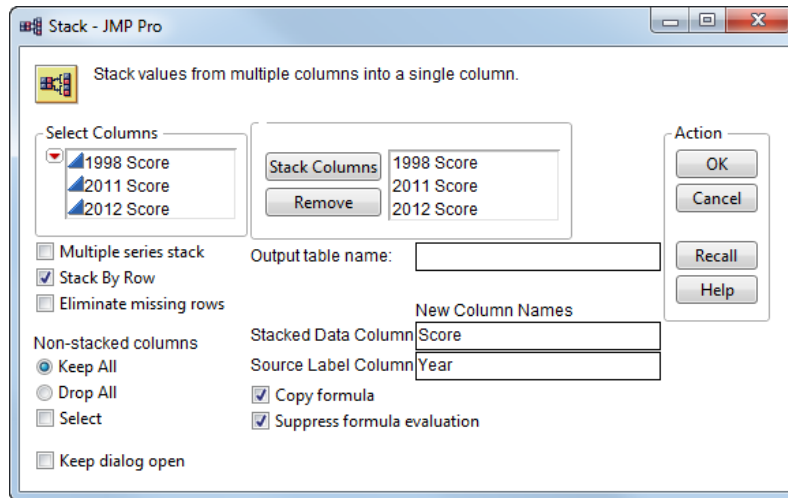 Stack - JMP Pro
Stack values from multiple columns into a single column.
Select Columns
1998 Score
2011 Score
2012 Score
Stack Columns
Remove
1998 Score
2011 Score
2012 Score
Action
OK
Cancel
Recall
Help
Multiple series stack
Stack By Row
Eliminate missing rows
Non-stacked columns
Keep All
Drop All
Select
Keep dialog open
Output table name:
New Column Names
Stacked Data Column Score
Source Label Column Year
Copy formula
Suppress formula evaluation